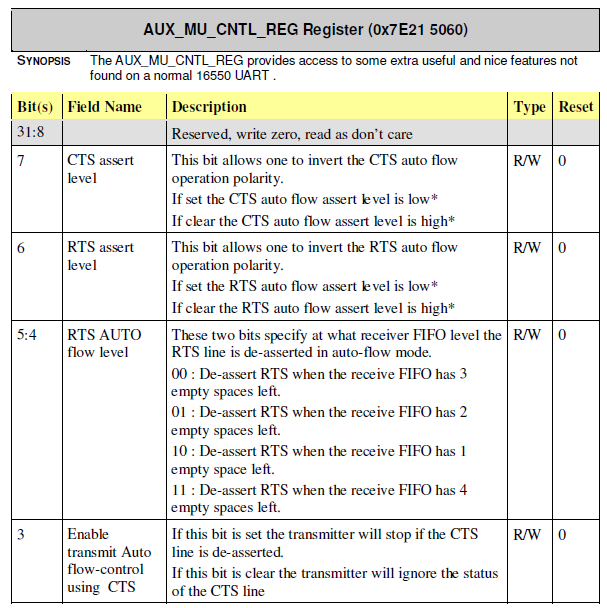 AUX_MU_CNTL_REG Register (0x7E21 5060)
SYNOPSIS The AUX_MU_CNTL_REG provides access to some extra useful and nice features not
found on a normal 16550 UART .
Bit(s) Field Name Description Type Reset
31:8 Reserved, write zero, read as don't care
7 CTS assert This bit allows one to invert the CTS auto flow R/W 0
level operation polarity.
If set the CTS auto flow assert level is low*
If clear the CTS auto flow assert level is high*
6 RTS assert This bit allows one to invert the RTS auto flow R/W 0
level operation polarity.
If set the RTS auto flow assert level is low*
If clear the RTS auto flow assert level is high*
5:4 RTS AUTO These two bits specify at what receiver FIFO level the R/W 0
flow level RTS line is de-asserted in auto-flow mode.
00 : De-assert RTS when the receive FIFO has 3
empty spaces left.
01 : De-assert RTS when the receive FIFO has 2
empty spaces left.
10 : De-assert RTS when the receive FIFO has 1
empty space left.
11 : De-assert RTS when the receive FIFO has 4
empty spaces left.
3 Enable If this bit is set the transmitter will stop if the CTS R/W 0
transmit Auto line is de-asserted.
flow-control If this bit is clear the transmitter will ignore the status
using CTS of the CTS line